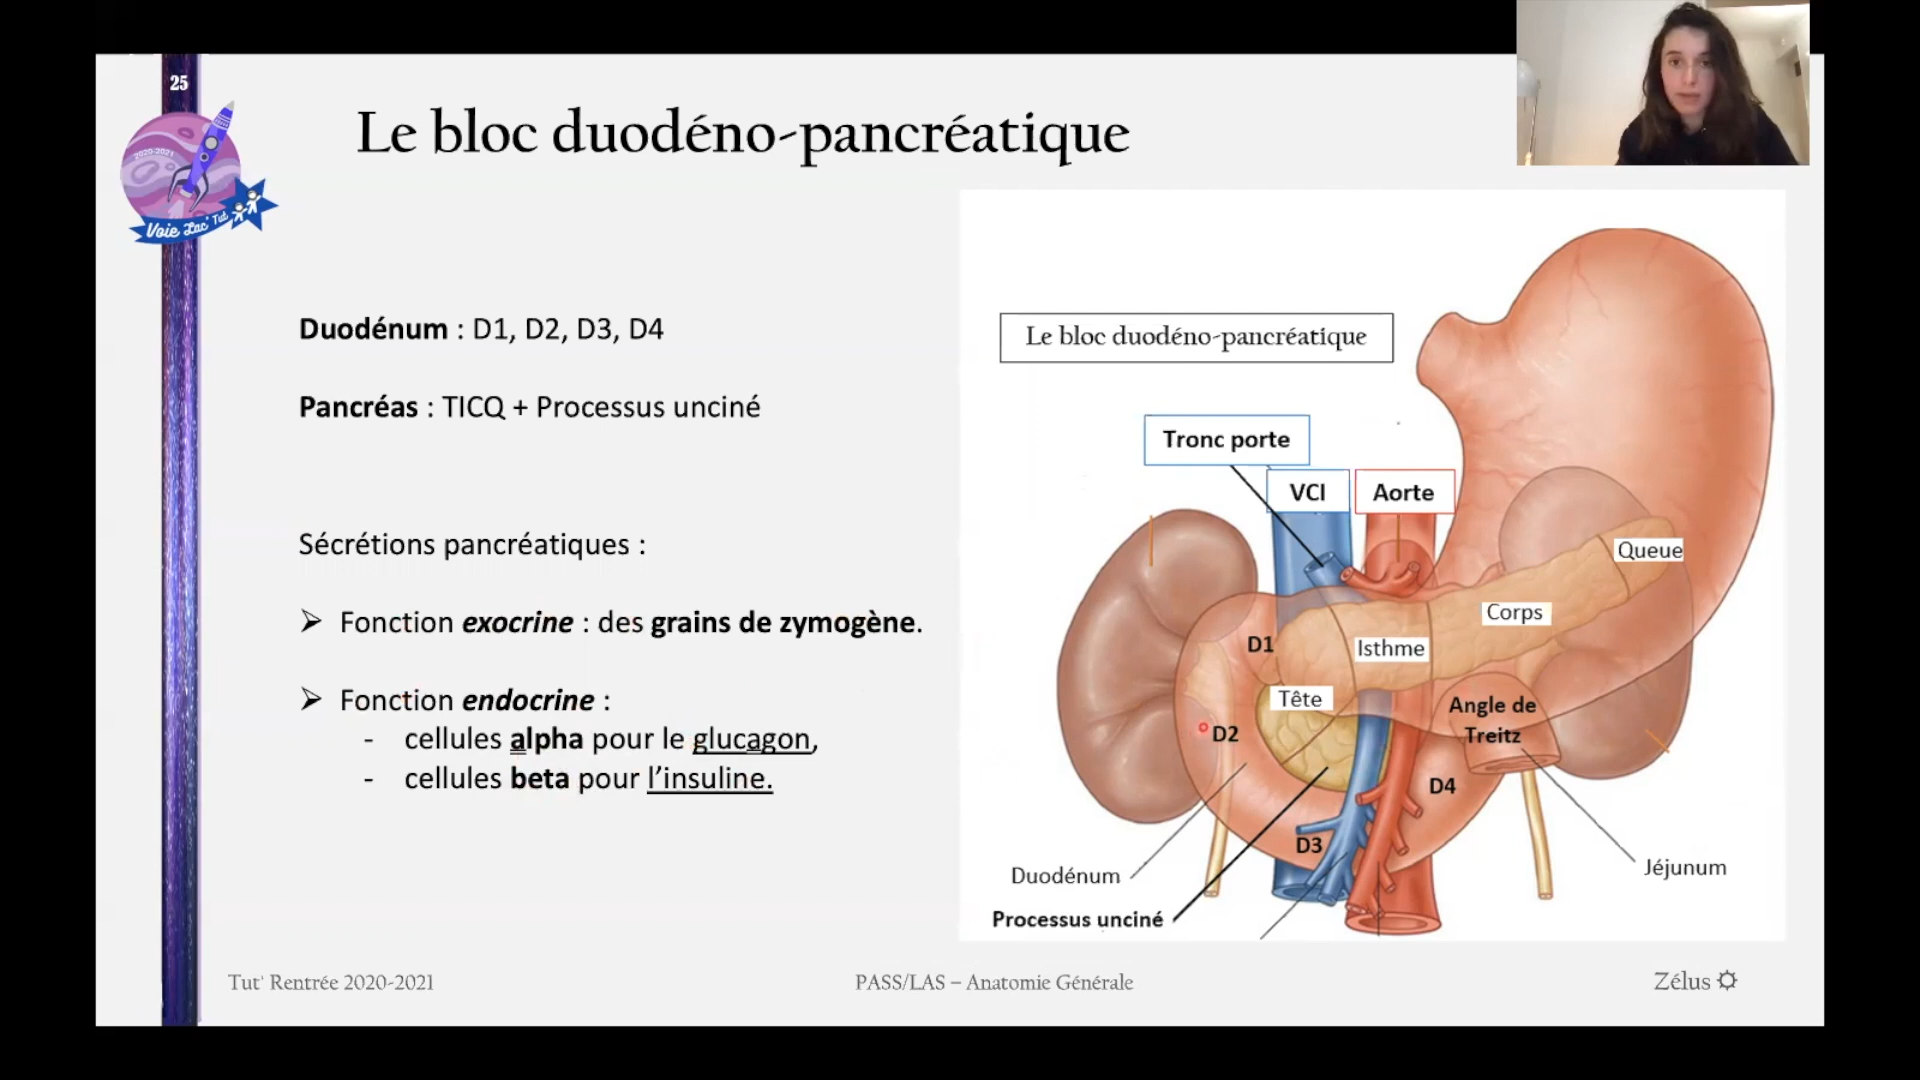 25
2020-2021
Voie Lac' Tut'
Le bloc duodéno-pancréatique
Duodénum : D1, D2, D3, D4
Pancréas : TICQ + Processus unciné
Sécrétions pancréatiques :
➢ Fonction exocrine : des grains de zymogène.
➢ Fonction endocrine :
- cellules alpha pour le glucagon,
- cellules beta pour l'insuline.
Le bloc duodéno-pancréatique
Tronc porte
VCI
Aorte
Queue
Corps
D1
Isthme
Tête
Angle de
Treitz
D2
D4
D3
Duodénum
Jéjunum
Processus unciné
Tut' Rentrée 2020-2021
PASS/LAS – Anatomie Générale
Zélus